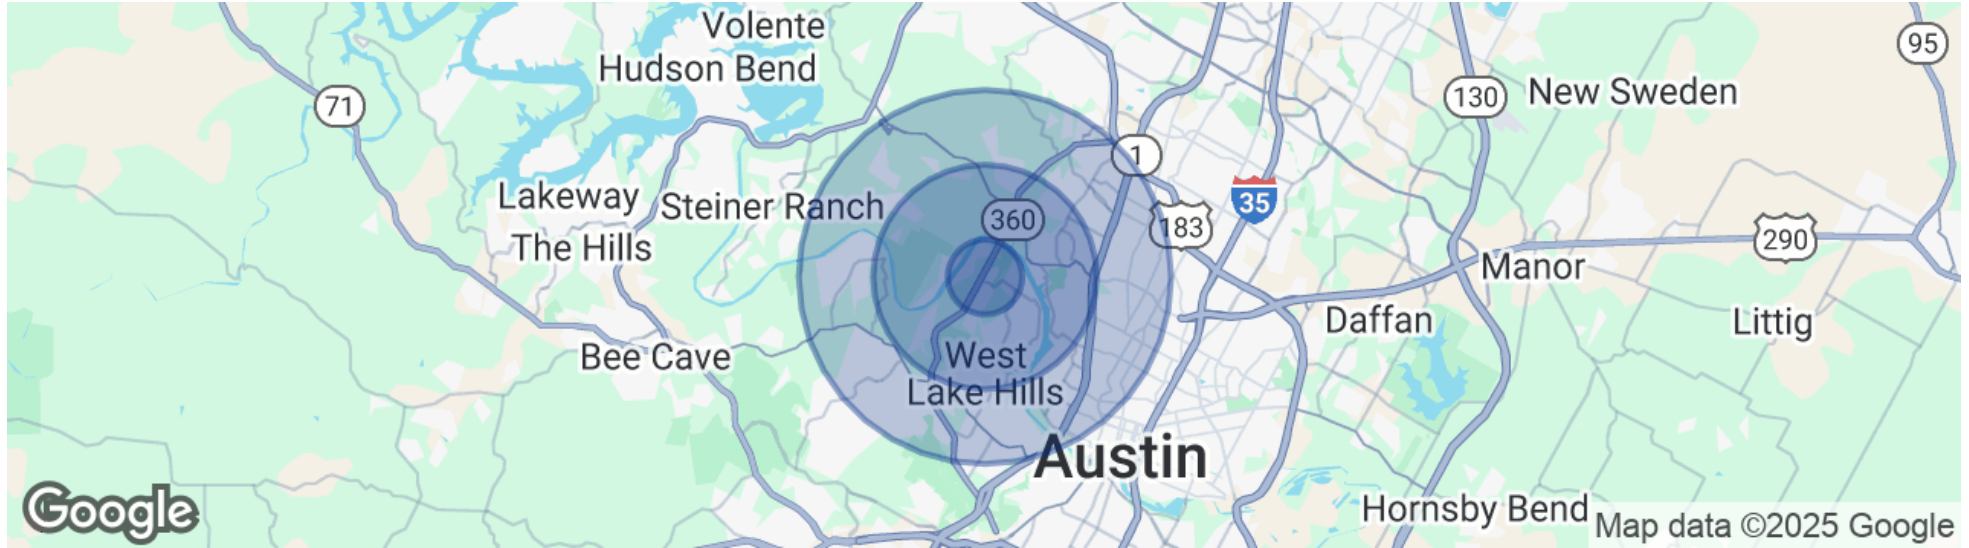 Volente
Hudson Bend
95
71
130
New Sweden
1
Lakeway
Steiner Ranch
360
35
183
The Hills
290
Manor
Daffan
Littig
Bee Cave
West
Lake Hills
Austin
Hornsby Bend
Google
Map data ©2025 Google